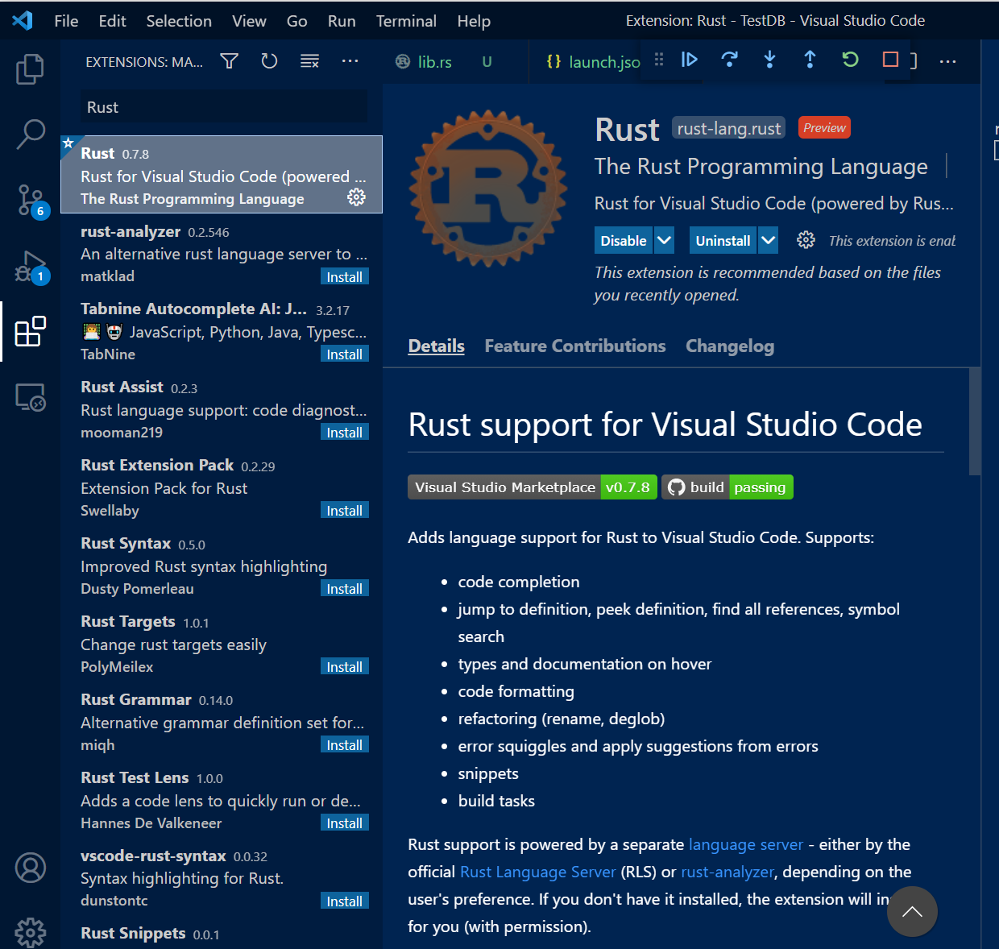 File Edit Selection View Go Run Terminal Help Extension: Rust - TestDB - Visual Studio Code
EXTENSIONS: MA...
lib.rs U
{} launch.jso
Rust
Rust 0.7.8
Rust for Visual Studio Code (powered ...
The Rust Programming Language
rust-analyzer 0.2.546
An alternative rust language server to ...
matklad Install
Tabnine Autocomplete AI: J... 3.2.17
JavaScript, Python, Java, Typesc...
TabNine Install
Rust Assist 0.2.3
Rust language support: code diagnost...
mooman219 Install
Rust Extension Pack 0.2.29
Extension Pack for Rust
Swellaby Install
Rust Syntax 0.5.0
Improved Rust syntax highlighting
Dusty Pomerleau Install
Rust Targets 1.0.1
Change rust targets easily
PolyMeilex Install
Rust Grammar 0.14.0
Alternative grammar definition set for...
miqh Install
Rust Test Lens 1.0.0
Adds a code lens to quickly run or de...
Hannes De Valkeneer Install
vscode-rust-syntax 0.0.32
Syntax highlighting for Rust.
dunstontc Install
Rust Snippets 0.0.1
6
1
R
Rust rust-lang.rust Preview
The Rust Programming Language
Rust for Visual Studio Code (powered by Rus...
Disable Uninstall This extension is enab
This extension is recommended based on the files
you recently opened.
Details Feature Contributions Changelog
Rust support for Visual Studio Code
Visual Studio Marketplace v0.7.8 build passing
Adds language support for Rust to Visual Studio Code. Supports:
• code completion
• jump to definition, peek definition, find all references, symbol
search
• types and documentation on hover
• code formatting
• refactoring (rename, deglob)
• error squiggles and apply suggestions from errors
• snippets
• build tasks
Rust support is powered by a separate language server - either by the
official Rust Language Server (RLS) or rust-analyzer, depending on the
user's preference. If you don't have it installed, the extension will in
for you (with permission).